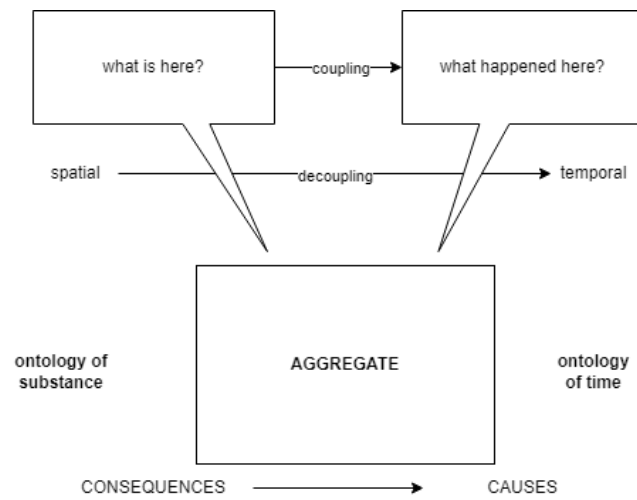 what is here?
coupling
what happened here?
spatial
decoupling
temporal
ontology of
substance
AGGREGATE
ontology
of time
CONSEQUENCES
CAUSES